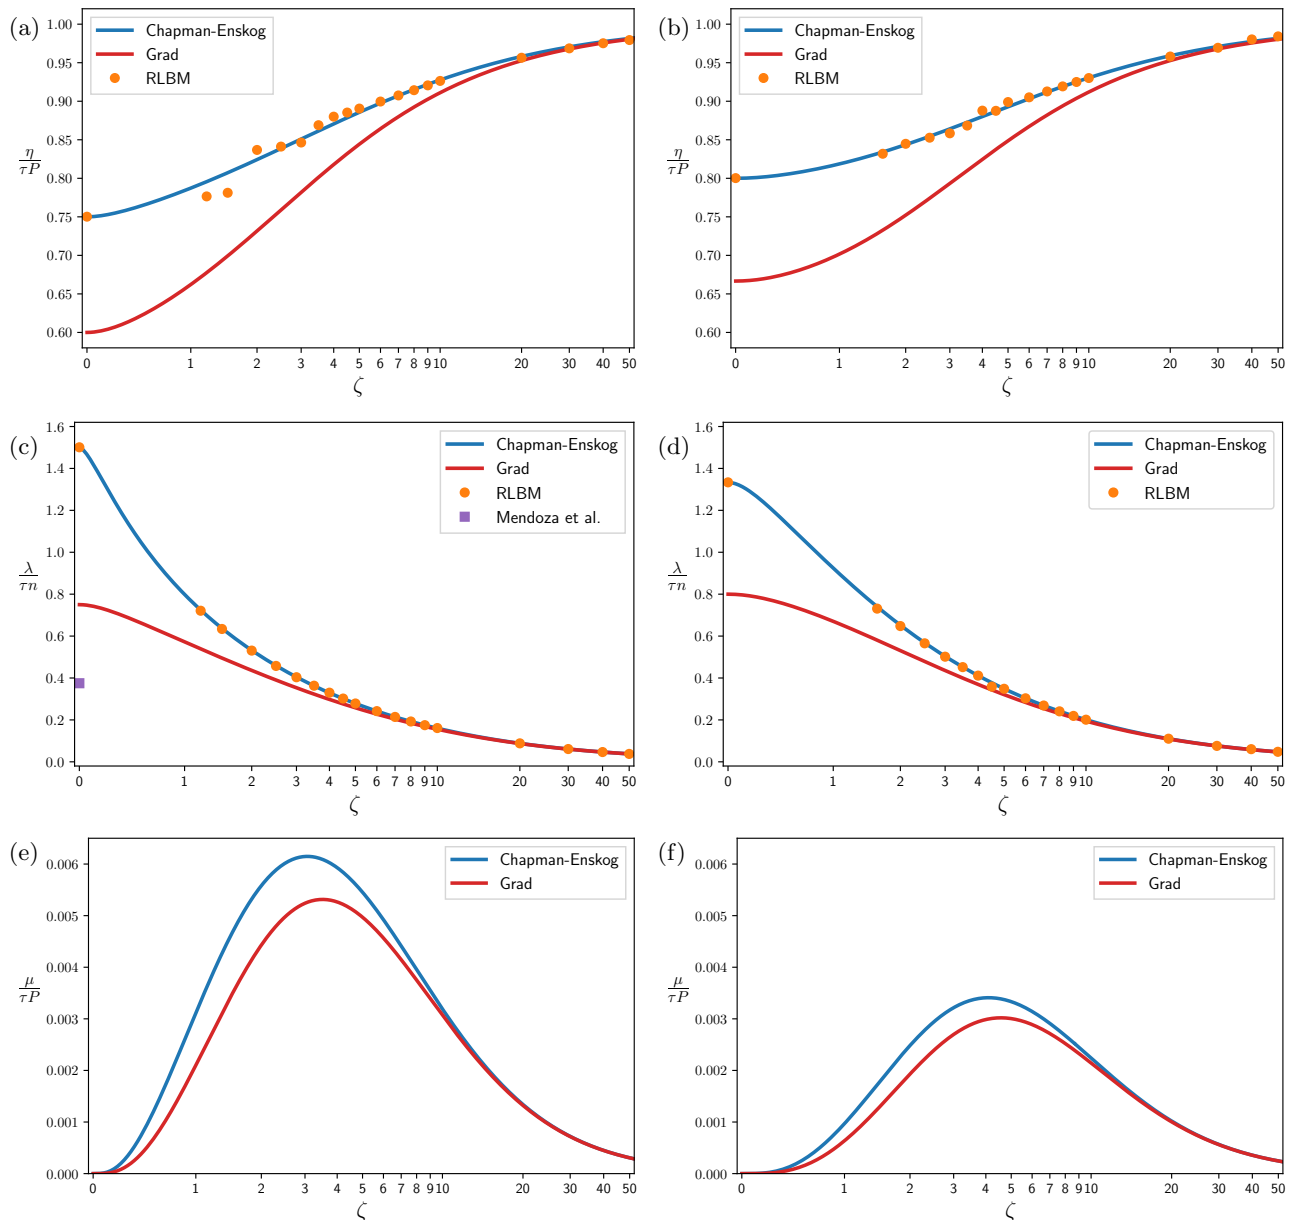 (a)
Chapman-Enskog
Grad
RLBM
1.00
0.95
0.90
0.85
0.80
0.75
0.70
0.65
0.60
η/τP
0 1 2 3 4 5 6 7 8 9 10 20 30 40 50
ζ
(b)
Chapman-Enskog
Grad
RLBM
1.00
0.95
0.90
0.85
0.80
0.75
0.70
0.65
0.60
η/τP
0 1 2 3 4 5 6 7 8 9 10 20 30 40 50
ζ
(c)
Chapman-Enskog
Grad
RLBM
Mendoza et al.
1.6
1.4
1.2
1.0
0.8
0.6
0.4
0.2
0.0
λ/τn
0 1 2 3 4 5 6 7 8 9 10 20 30 40 50
ζ
(d)
Chapman-Enskog
Grad
RLBM
1.6
1.4
1.2
1.0
0.8
0.6
0.4
0.2
0.0
λ/τn
0 1 2 3 4 5 6 7 8 9 10 20 30 40 50
ζ
(e)
Chapman-Enskog
Grad
0.006
0.005
0.004
0.003
0.002
0.001
0.000
μ/τP
0 1 2 3 4 5 6 7 8 9 10 20 30 40 50
ζ
(f)
Chapman-Enskog
Grad
0.006
0.005
0.004
0.003
0.002
0.001
0.000
μ/τP
0 1 2 3 4 5 6 7 8 9 10 20 30 40 50
ζ